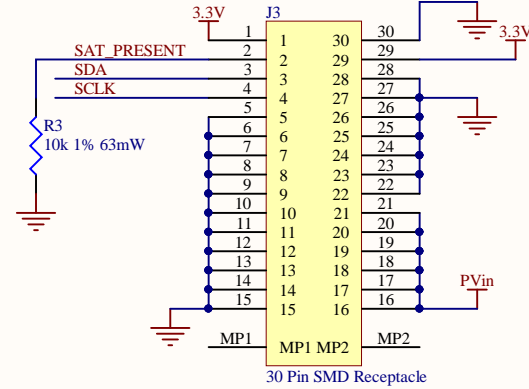 3.3V
J3
1 1 30 30
3.3V
SAT_PRESENT 2 2 29 29
SDA 3 3 28 28
SCLK 4 4 27 27
5 5 26 26
R3 6 6 25 25
10k 1% 63mW 7 7 24 24
8 8 23 23
9 9 22 22
10 10 21 21
11 11 20 20
12 12 19 19
13 13 18 18
14 14 17 17
PVin
15 15 16 16
MP1 MP1 MP2 MP2
30 Pin SMD Receptacle